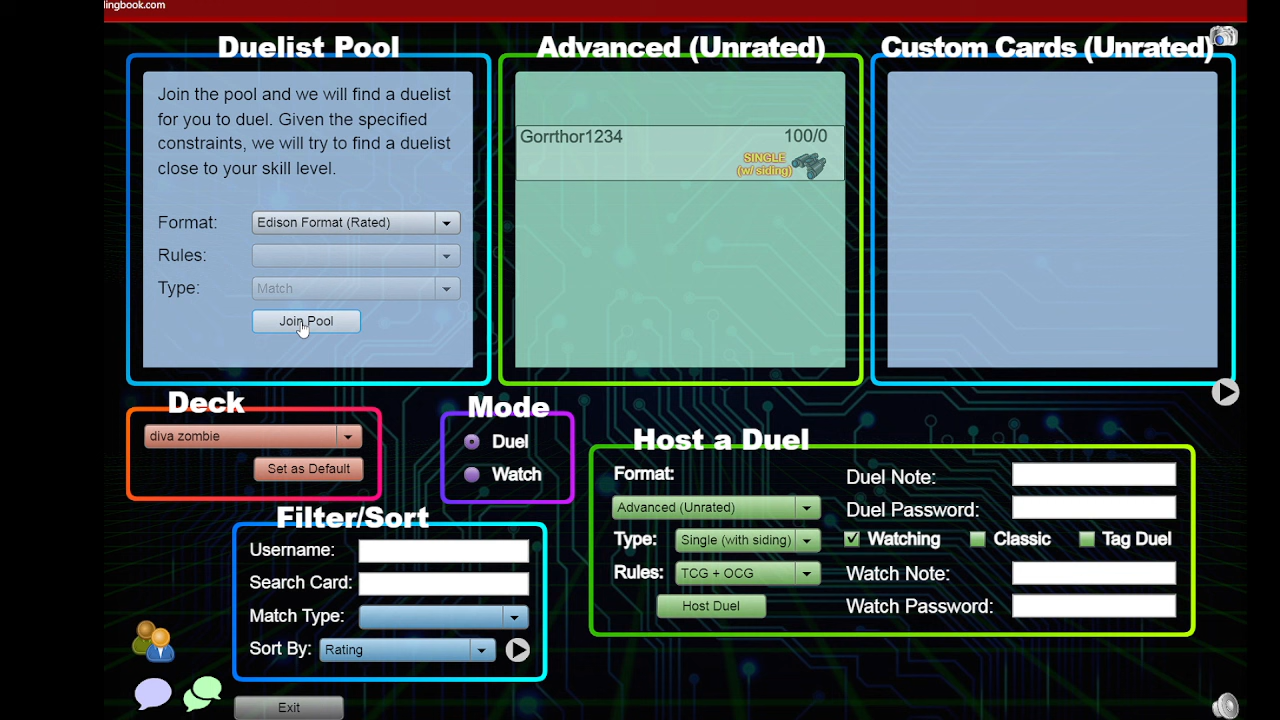 lingbook.com
Duelist Pool
Join the pool and we will find a duelist
for you to duel. Given the specified
constraints, we will try to find a duelist
close to your skill level.
Format: Edison Format (Rated)
Rules:
Type: Match
Join Pool
Advanced (Unrated)
Gorrthor1234 100/0
SINGLE
(w/ siding)
Custom Cards (Unrated)
Deck
diva zombie
Set as Default
Mode
Duel
Watch
Filter/Sort
Username:
Search Card:
Match Type:
Sort By: Rating
Exit
Host a Duel
Format:
Advanced (Unrated)
Type: Single (with siding)
Rules: TCG + OCG
Host Duel
Duel Note:
Duel Password:
Watching Classic Tag Duel
Watch Note:
Watch Password: